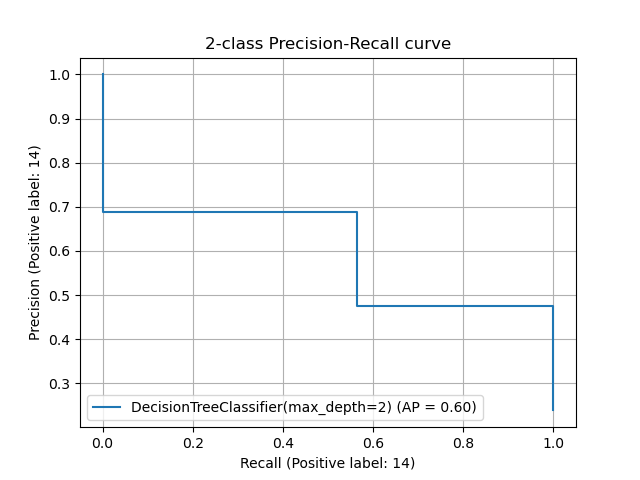 2-class Precision-Recall curve
Precision (Positive label: 14)
1.0
0.9
0.8
0.7
0.6
0.5
0.4
0.3
DecisionTreeClassifier(max_depth=2) (AP = 0.60)
0.0 0.2 0.4 0.6 0.8 1.0
Recall (Positive label: 14)